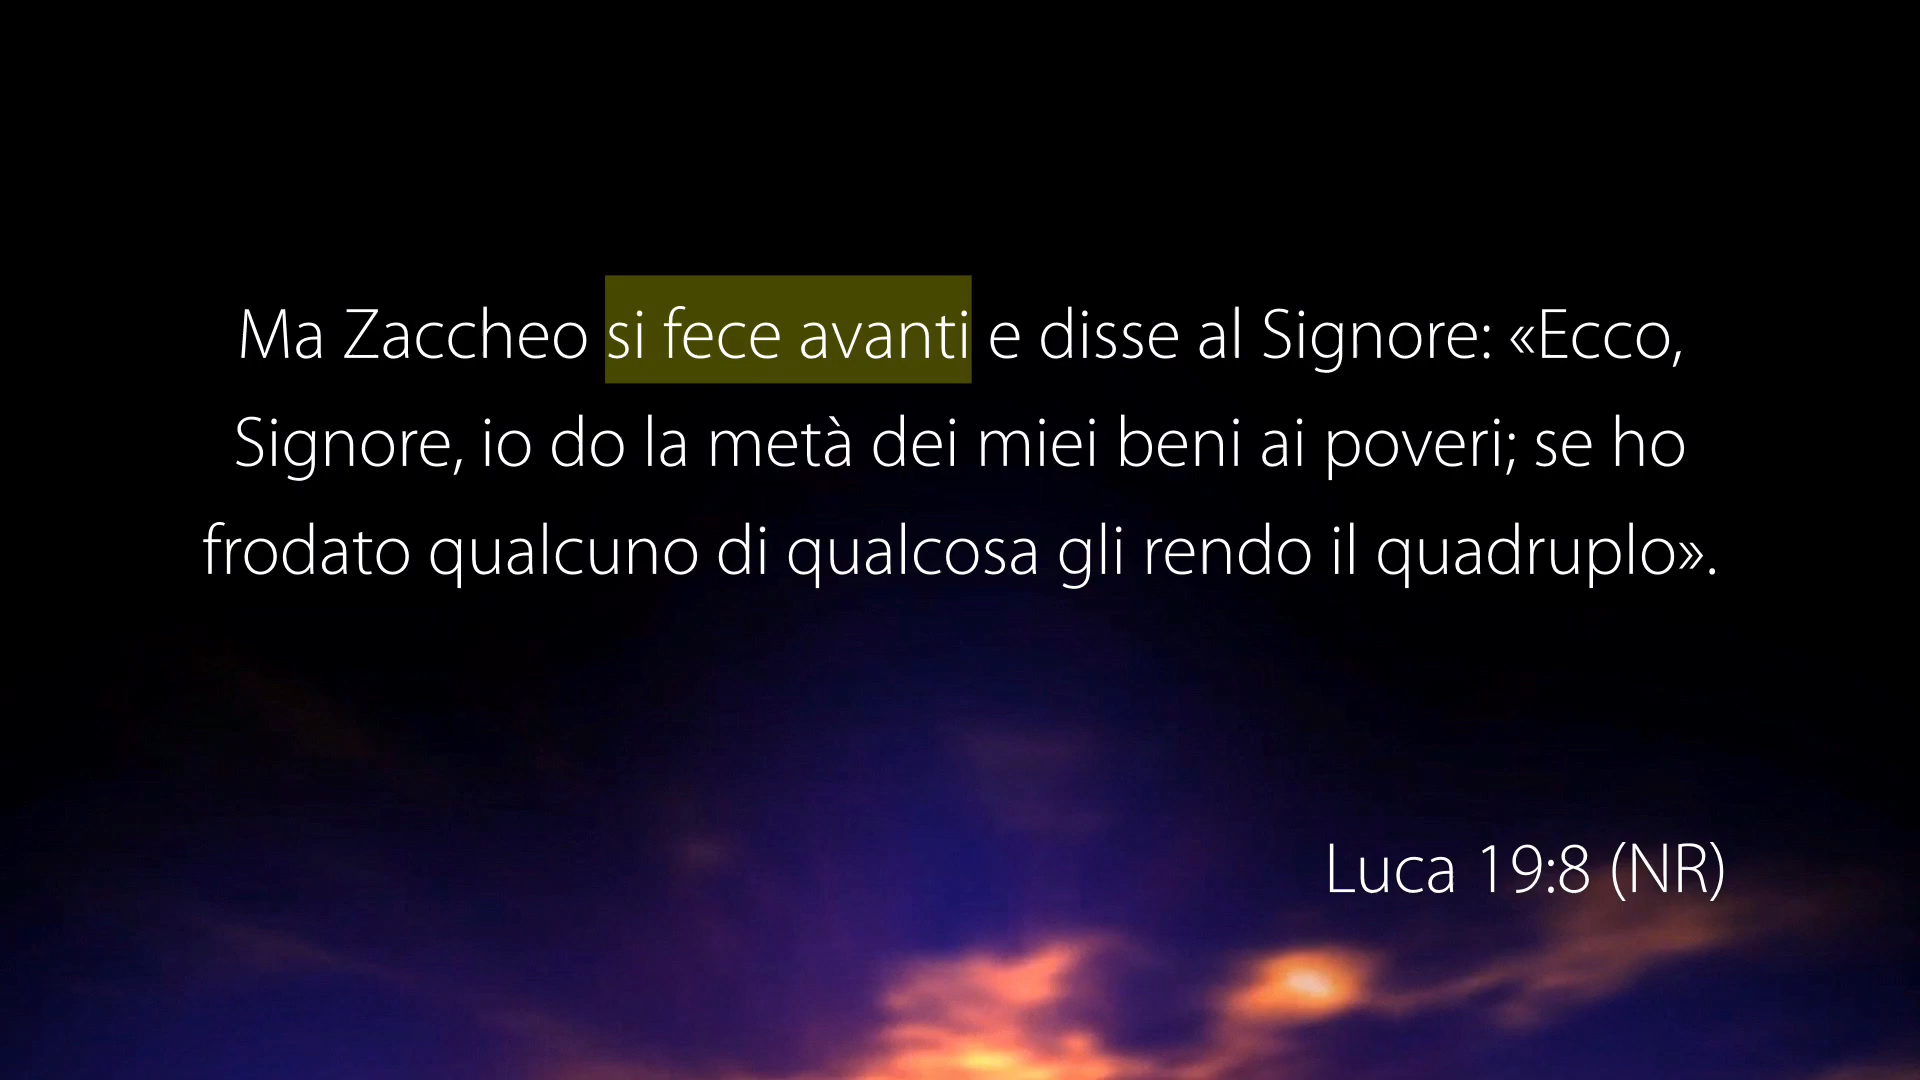 Ma Zaccheo si fece avanti e disse al Signore: «Ecco,
Signore, io do la metà dei miei beni ai poveri; se ho
frodato qualcuno di qualcosa gli rendo il quadruplo».
Luca 19:8 (NR)